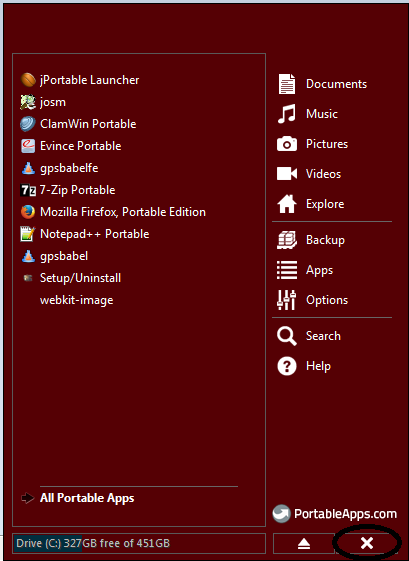 jPortable Launcher
josm
ClamWin Portable
Evince Portable
gpsbabelfe
7-Zip Portable
Mozilla Firefox, Portable Edition
Notepad++ Portable
gpsbabel
Setup/Uninstall
webkit-image
All Portable Apps
Drive (C:) 327GB free of 451GB
Documents
Music
Pictures
Videos
Explore
Backup
Apps
Options
Search
Help
PortableApps.com